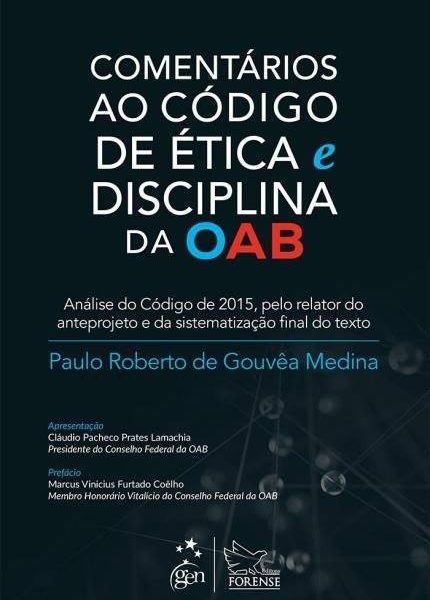 COMENTÁRIOS
AO CÓDIGO
DE ÉTICA e
DISCIPLINA
DA OAB
Análise do Código de 2015, pelo relator do
anteprojeto e da sistematização final do texto
Paulo Roberto de Gouvêa Medina
Apresentação
Cláudio Pacheco Prates Lamachia
Presidente do Conselho Federal da OAB
Prefácio
Marcus Vinicius Furtado Coêlho
Membro Honorário Vitalício do Conselho Federal da OAB
gen
editora
FORENSE